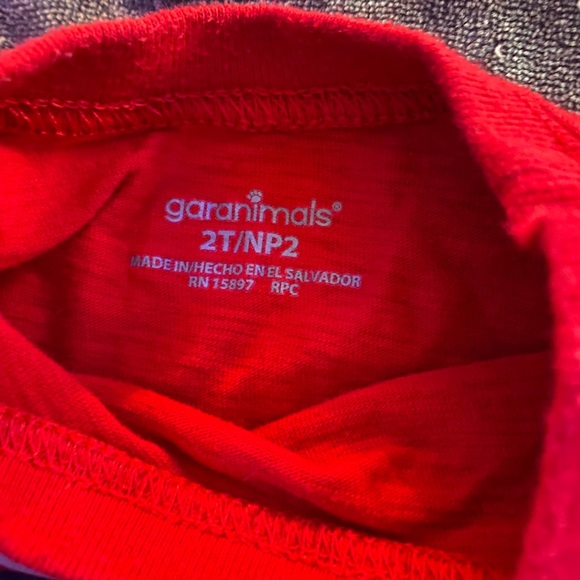 garanimals®
2T/NP2
MADE IN/HECHO EN EL SALVADOR
RN 15897 RPC